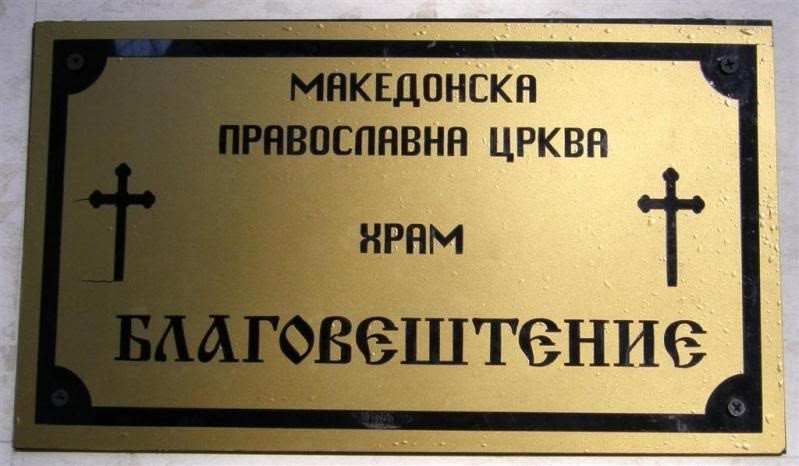 МАКЕДОНСКА
ПРАВОСЛАВНА ЦРКВА
ХРАМ
БЛАГОВЕШТЕНИЕ